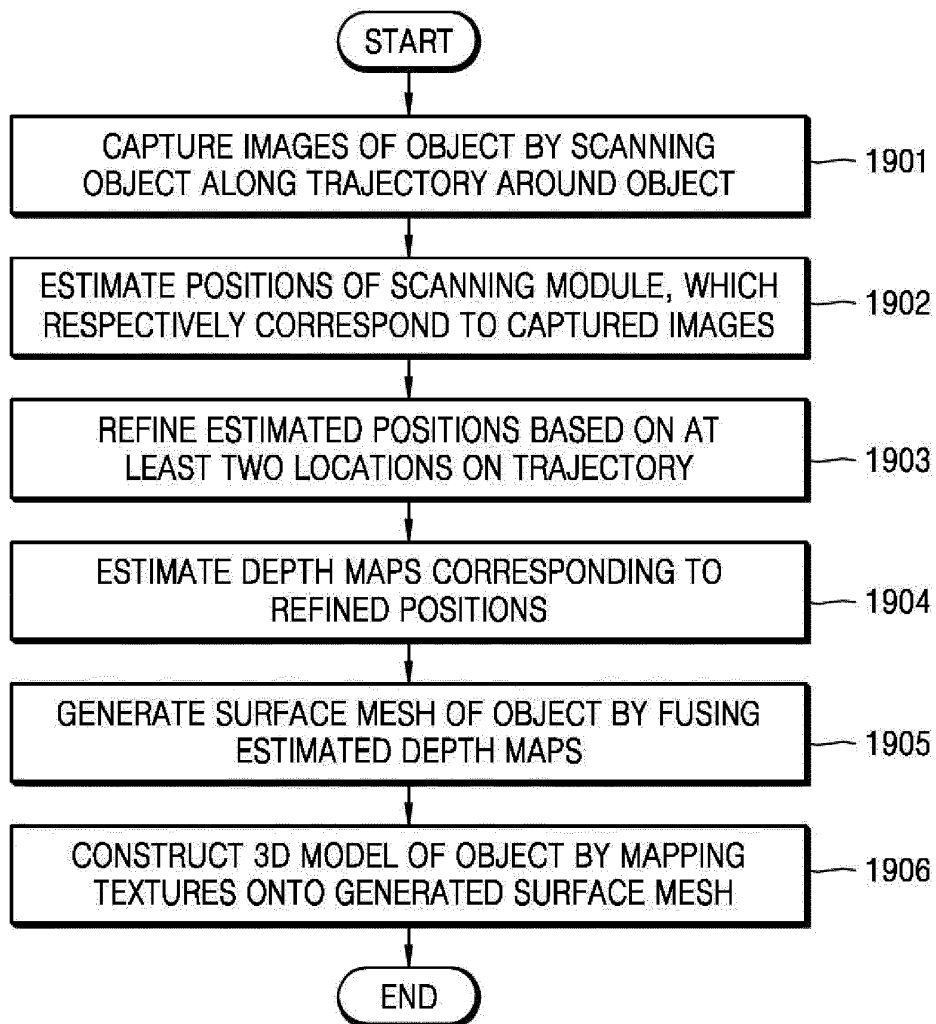 START
CAPTURE IMAGES OF OBJECT BY SCANNING
OBJECT ALONG TRAJECTORY AROUND OBJECT
1901
ESTIMATE POSITIONS OF SCANNING MODULE, WHICH
RESPECTIVELY CORRESPOND TO CAPTURED IMAGES
1902
REFINE ESTIMATED POSITIONS BASED ON AT
LEAST TWO LOCATIONS ON TRAJECTORY
1903
ESTIMATE DEPTH MAPS CORRESPONDING TO
REFINED POSITIONS
1904
GENERATE SURFACE MESH OF OBJECT BY FUSING
ESTIMATED DEPTH MAPS
1905
CONSTRUCT 3D MODEL OF OBJECT BY MAPPING
TEXTURES ONTO GENERATED SURFACE MESH
1906
END